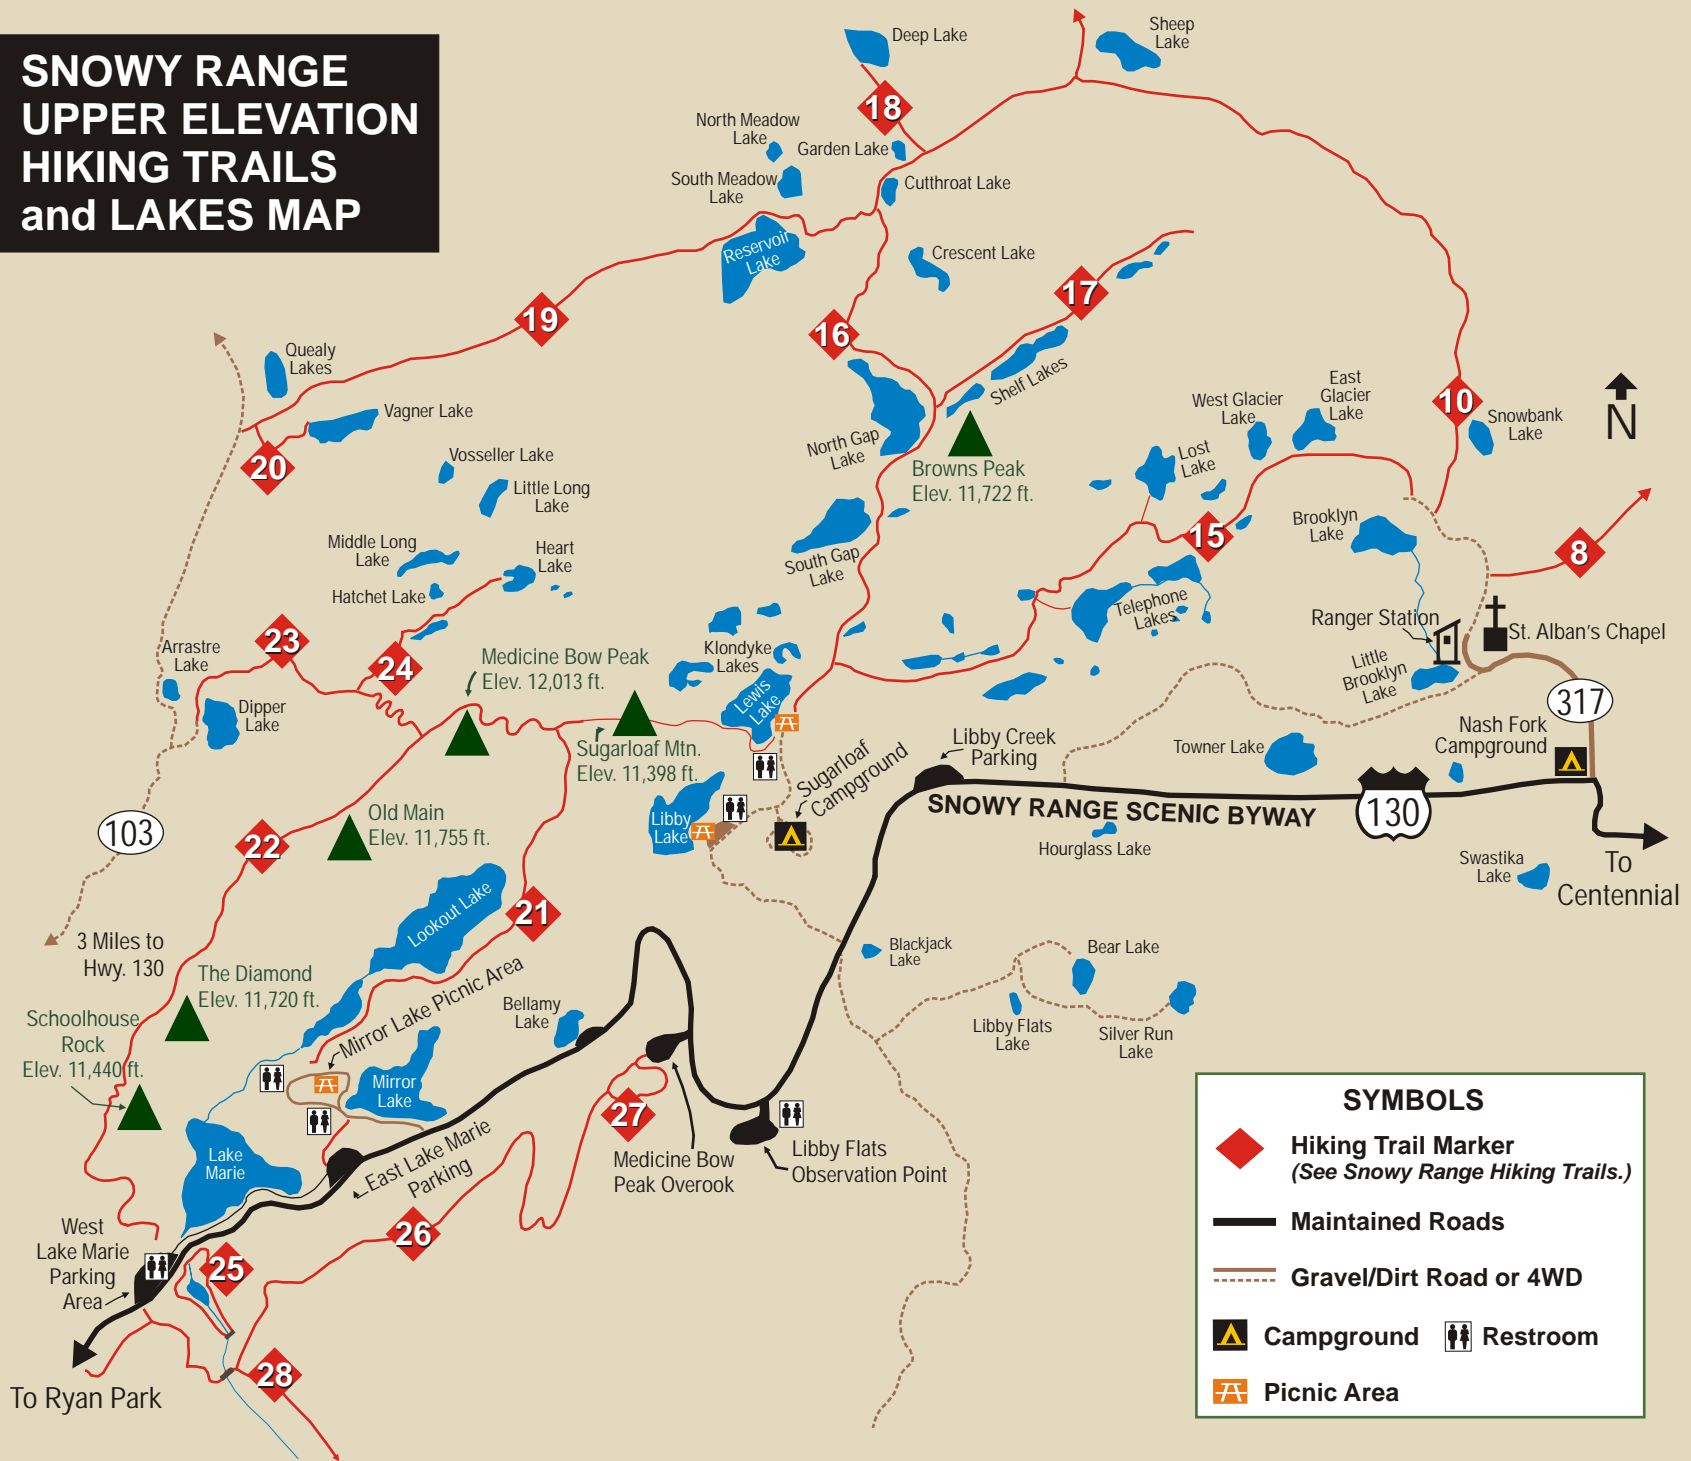 SNOWY RANGE
UPPER ELEVATION
HIKING TRAILS
and LAKES MAP
Deep Lake
Sheep
Lake
18
North Meadow
Lake
Garden Lake
South Meadow
Lake
Cutthroat Lake
Reservoir
Lake
Crescent Lake
17
19
16
Quealy
Lakes
Shelf Lakes
Vagner Lake
East
Glacier
Lake
West Glacier
Lake
10
Snowbank
Lake
N
North Gap
Lake
Browns Peak
Elev. 11,722 ft.
Lost
Lake
20
Vosseller Lake
Little Long
Lake
Middle Long
Lake
Heart
Lake
Hatchet Lake
South Gap
Lake
15
Brooklyn
Lake
8
Telephone
Lakes
Ranger Station
St. Alban's Chapel
Little
Brooklyn
Lake
317
23
Arrastre
Lake
24
Medicine Bow Peak
Elev. 12,013 ft.
Klondyke
Lakes
Lewis
Lake
Dipper
Lake
Sugarloaf Mtn.
Elev. 11,398 ft.
Sugarloaf
Campground
Libby Creek
Parking
Towner Lake
Nash Fork
Campground
SNOWY RANGE SCENIC BYWAY
130
103
22
Old Main
Elev. 11,755 ft.
Libby
Lake
Hourglass Lake
Swastika
Lake
To
Centennial
Lookout Lake
21
3 Miles to
Hwy. 130
The Diamond
Elev. 11,720 ft.
Mirror Lake Picnic Area
Bellamy
Lake
Blackjack
Lake
Bear Lake
Libby Flats
Lake
Silver Run
Lake
Schoolhouse
Rock
Elev. 11,440 ft.
Mirror
Lake
27
Lake
Marie
East Lake Marie
Parking
Medicine Bow
Peak Overook
Libby Flats
Observation Point
West
Lake Marie
Parking
Area
25
26
28
To Ryan Park
SYMBOLS
Hiking Trail Marker
(See Snowy Range Hiking Trails.)
Maintained Roads
Gravel/Dirt Road or 4WD
Campground
Restroom
Picnic Area